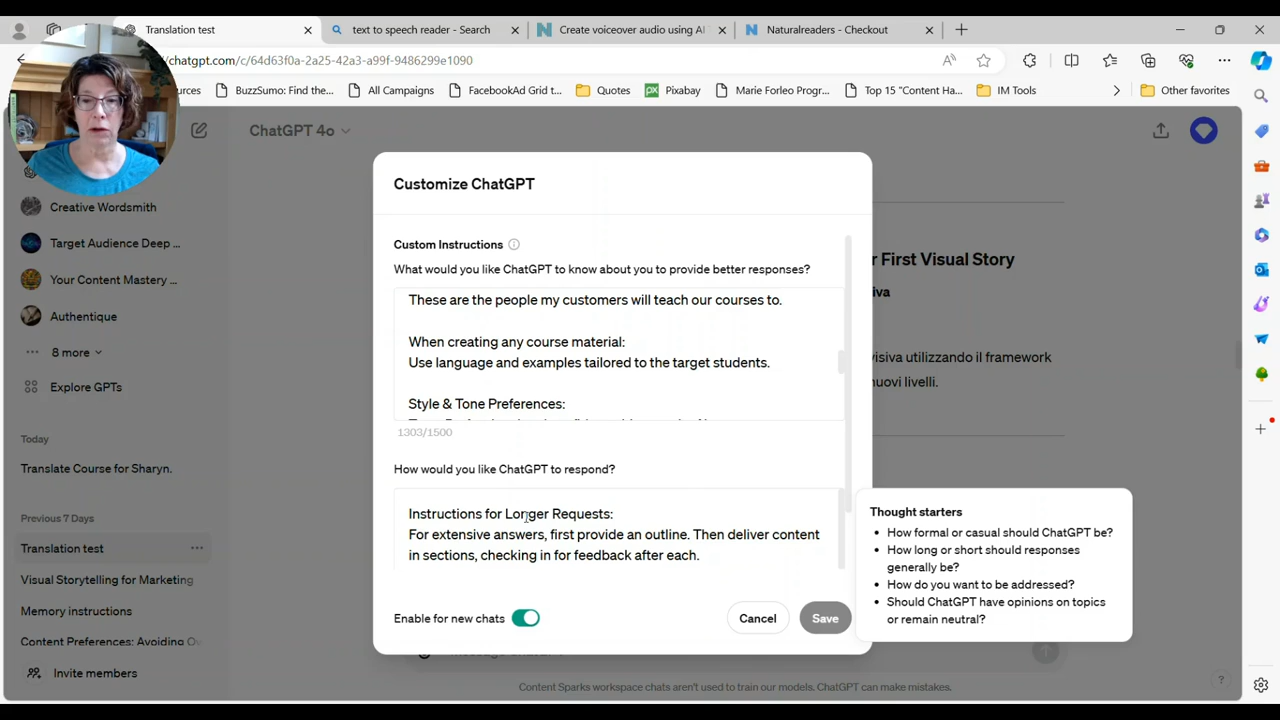 Translation test
text to speech reader - Search
Create voiceover audio using AI
Naturalreaders - Checkout
/chatgpt.com/c/64d63f0a-2a25-42a3-a99f-9486299e1090
BuzzSumo: Find the...
All Campaigns
FacebookAd Grid t...
Quotes
Pixabay
Marie Forleo Progr...
Top 15 "Content Ha...
IM Tools
Other favorites
ChatGPT 4o
Creative Wordsmith
Target Audience Deep ...
Your Content Mastery ...
Authentique
8 more
Explore GPTs
Today
Translate Course for Sharyn.
Previous 7 Days
Translation test
Visual Storytelling for Marketing
Memory instructions
Content Preferences: Avoiding Ov
Invite members
Customize ChatGPT
Custom Instructions
What would you like ChatGPT to know about you to provide better responses?
These are the people my customers will teach our courses to.
When creating any course material:
Use language and examples tailored to the target students.
Style & Tone Preferences:
1303/1500
How would you like ChatGPT to respond?
Instructions for Longer Requests:
For extensive answers, first provide an outline. Then deliver content
in sections, checking in for feedback after each.
Enable for new chats
Cancel
Save
r First Visual Story
iva
visiva utilizzando il framework
nuovi livelli.
Thought starters
• How formal or casual should ChatGPT be?
• How long or short should responses
generally be?
• How do you want to be addressed?
• Should ChatGPT have opinions on topics
or remain neutral?
Content Sparks workspace chats aren't used to train our models. ChatGPT can make mistakes.
?